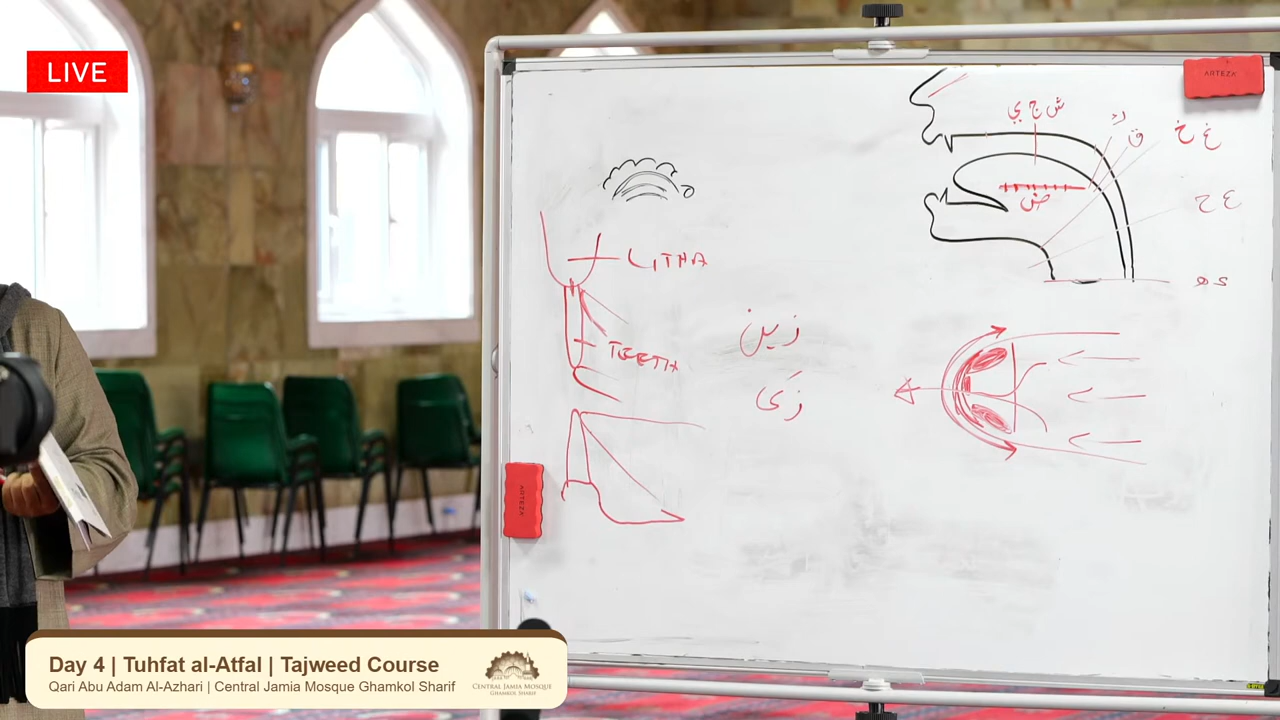 LIVE
ARTEZA
ش ج ي
ك
ق
غ خ
ض
ع ح
ء ه
LITHA
زين
TEETH
زَى
ARTEZA
Day 4 | Tuhfat al-Atfal | Tajweed Course
Qari Abu Adam Al-Azhari | Central Jamia Mosque Ghamkol Sharif
CENTRAL JAMIA MOSQUE
GHAMKOL SHARIF